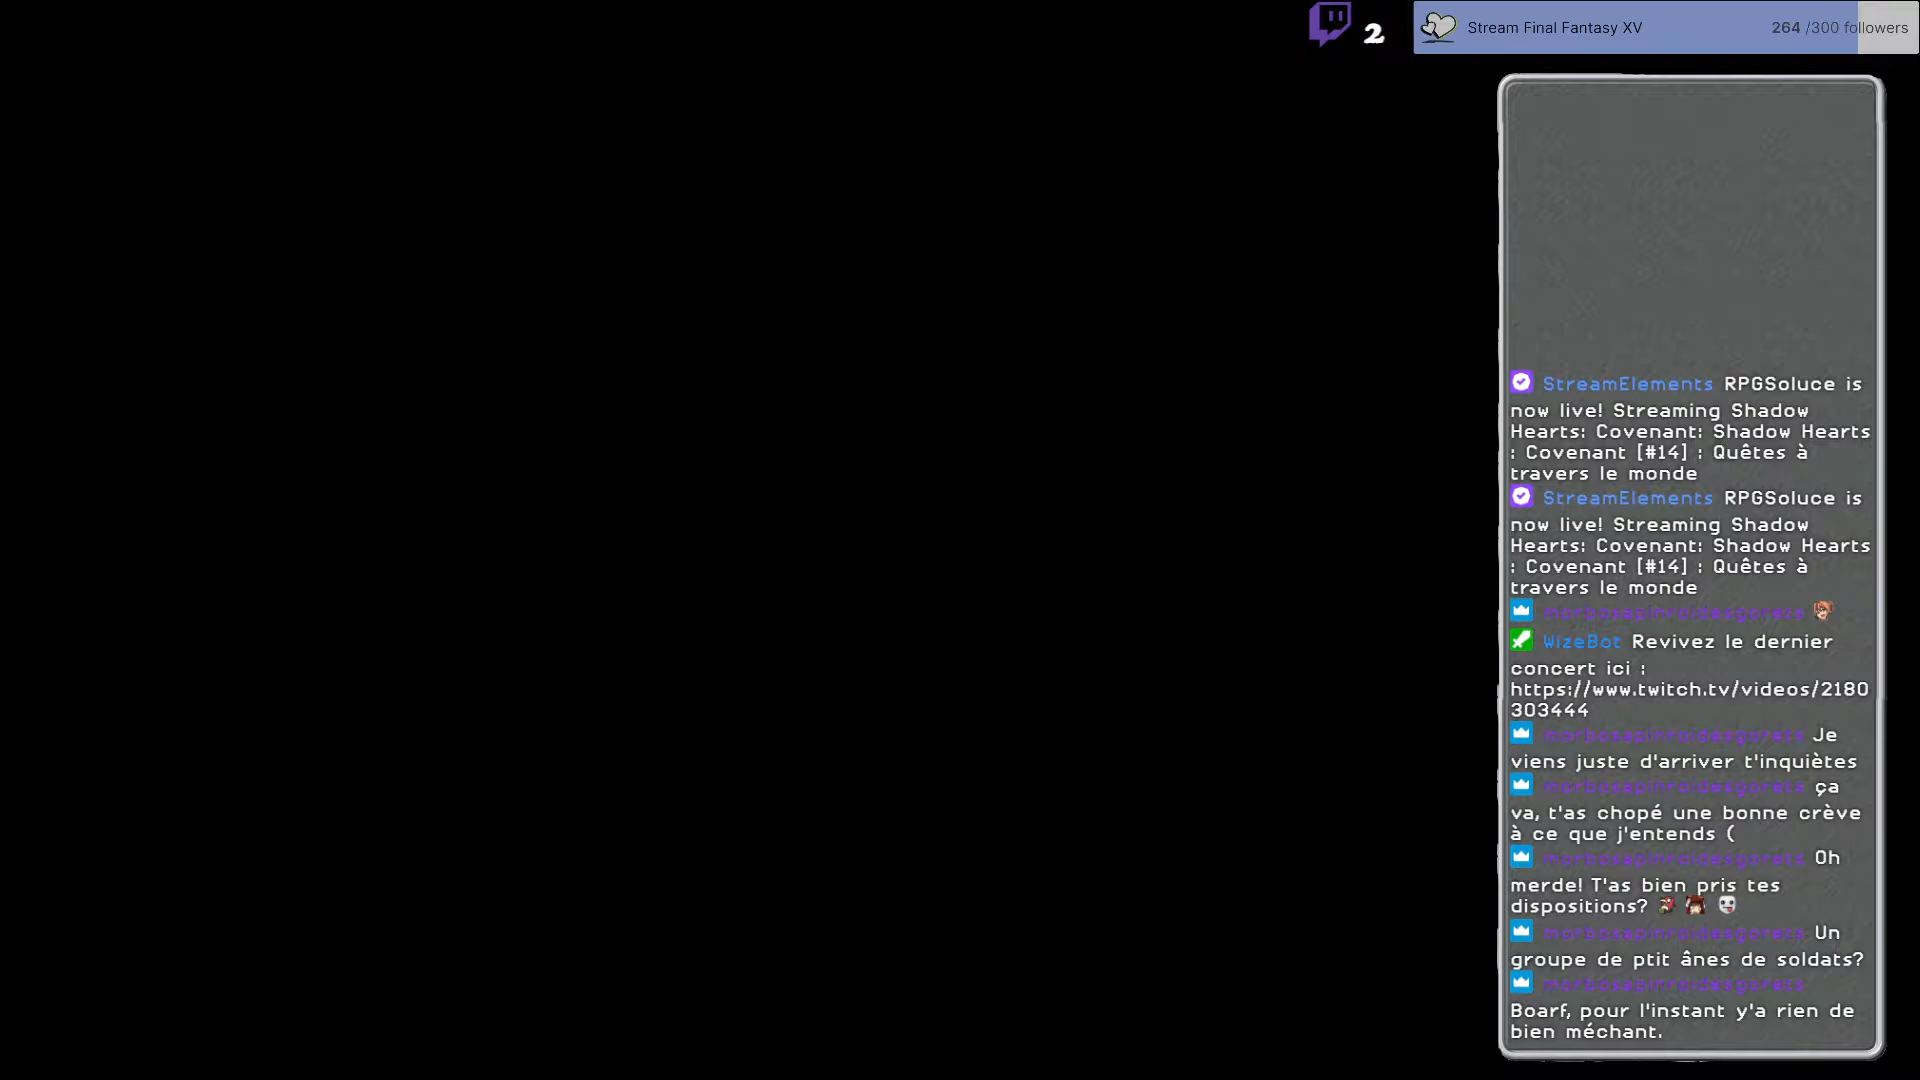 2
Stream Final Fantasy XV
264 /300 followers
StreamElements RPGSoluce is
now live! Streaming Shadow
Hearts: Covenant: Shadow Hearts
: Covenant [#14] : Quêtes à
travers le monde
StreamElements RPGSoluce is
now live! Streaming Shadow
Hearts: Covenant: Shadow Hearts
: Covenant [#14] : Quêtes à
travers le monde
WizeBot Revivez le dernier
concert ici :
https://www.twitch.tv/videos/2180
303444
Je
viens juste d'arriver t'inquiètes
ça
va, t'as chopé une bonne crève
à ce que j'entends (
Oh
merde! T'as bien pris tes
dispositions?
Un
groupe de ptit ânes de soldats?
Boarf, pour l'instant y'a rien de
bien méchant.